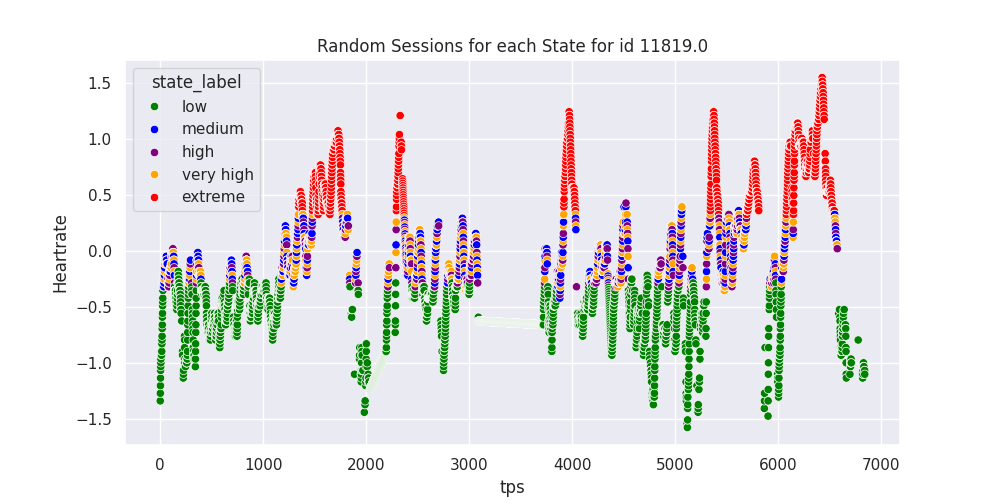 Random Sessions for each State for id 11819.0
state_label
low
medium
high
very high
extreme
Heartrate
1.5
1.0
0.5
0.0
−0.5
−1.0
−1.5
0 1000 2000 3000 4000 5000 6000 7000
tps